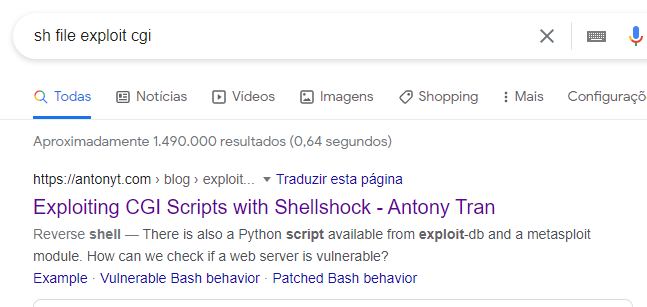 sh file exploit cgi
Todas Notícias Vídeos Imagens Shopping Mais Configuraçõ
Aproximadamente 1.490.000 resultados (0,64 segundos)
https://antonyt.com › blog › exploit... Traduzir esta página
Exploiting CGI Scripts with Shellshock - Antony Tran
Reverse shell — There is also a Python script available from exploit-db and a metasploit
module. How can we check if a web server is vulnerable?
Example · Vulnerable Bash behavior · Patched Bash behavior